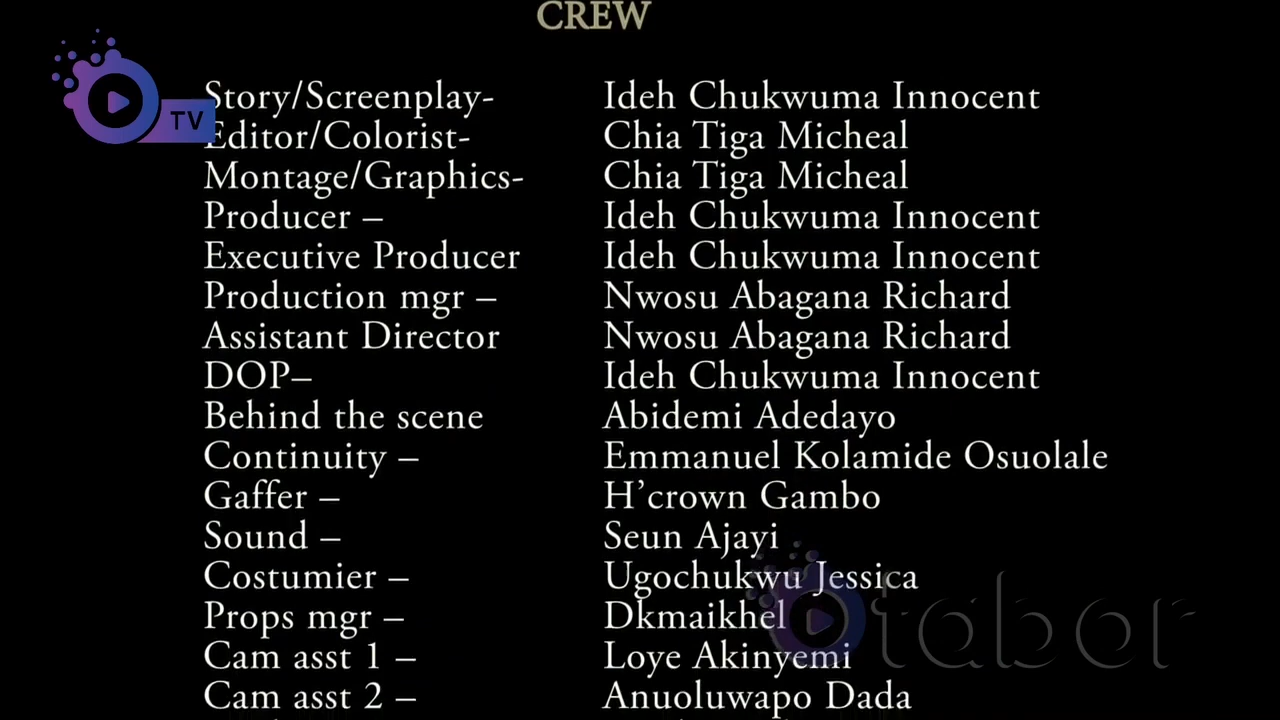 CREW
TV
Story/Screenplay- Ideh Chukwuma Innocent
Editor/Colorist- Chia Tiga Micheal
Montage/Graphics- Chia Tiga Micheal
Producer – Ideh Chukwuma Innocent
Executive Producer Ideh Chukwuma Innocent
Production mgr – Nwosu Abagana Richard
Assistant Director Nwosu Abagana Richard
DOP– Ideh Chukwuma Innocent
Behind the scene Abidemi Adedayo
Continuity – Emmanuel Kolamide Osuolale
Gaffer – H’crown Gambo
Sound – Seun Ajayi
Costumier – Ugochukwu Jessica
Props mgr – Dkmaikhel
tabor
Cam asst 1 – Loye Akinyemi
Cam asst 2 – Anuoluwapo Dada